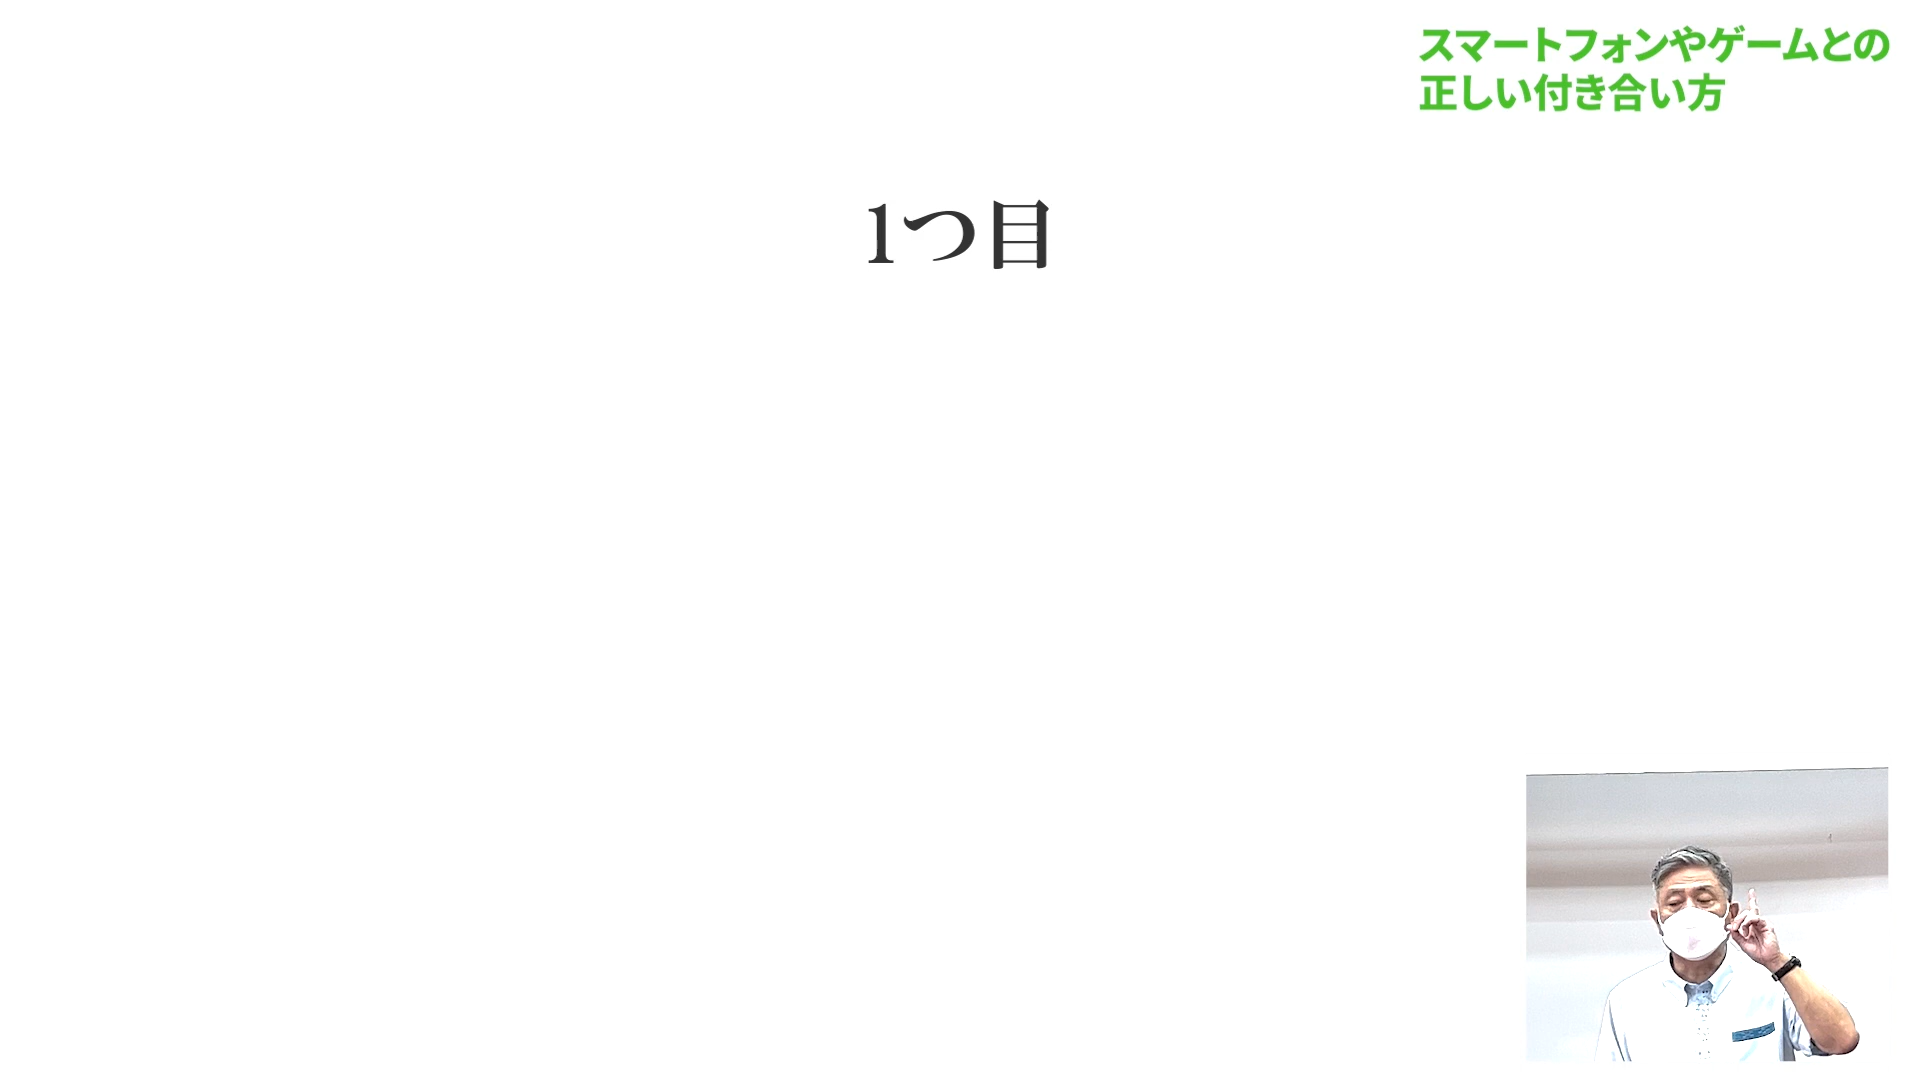 スマートフォンやゲームとの
正しい付き合い方
1つ目